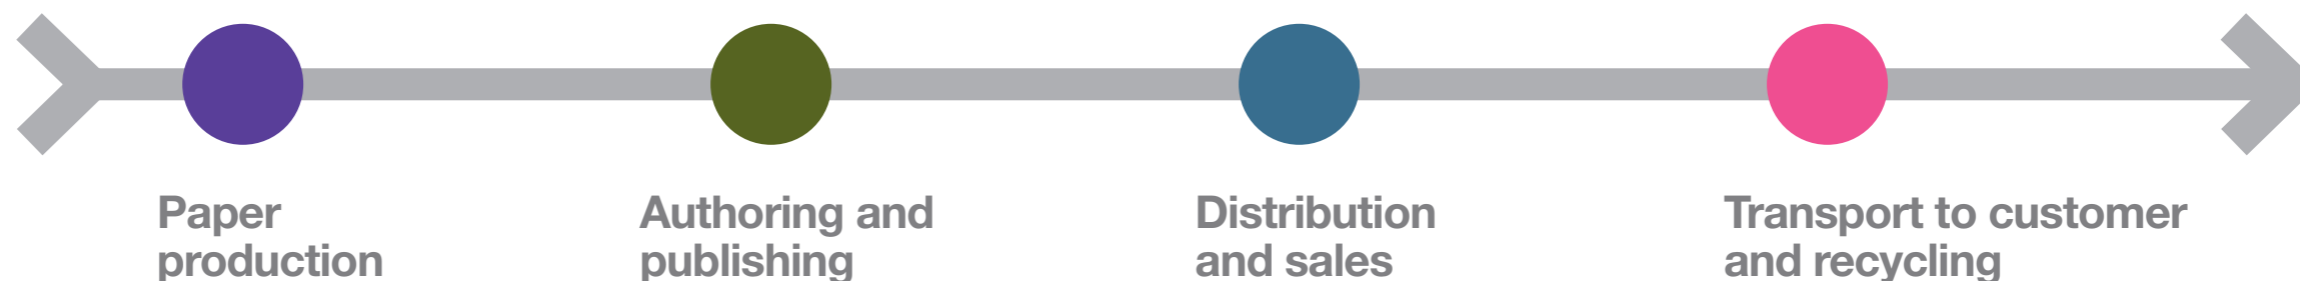 Paper
production
Authoring and
publishing
Distribution
and sales
Transport to customer
and recycling